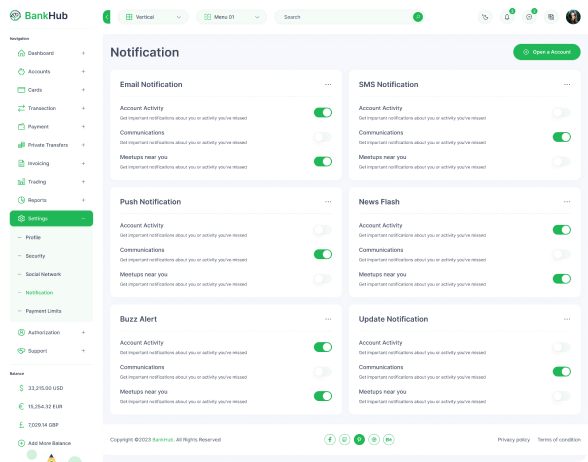 BankHub
Navigation
Dashboard
Accounts
Cards
Transection
Payment
Private Transfers
Invoicing
Trading
Reports
Settings
Profile
Security
Social Network
Notification
Payment Limits
Authorization
Support
Balance
33,215.00 USD
15,254.32 EUR
7,029.14 GBP
Add More Balance
Vertical
Menu 01
Search
Notification
Open a Account
Email Notification
Account Activity
Get important notifications about you or activity you've missed
Communications
Get important notifications about you or activity you've missed
Meetups near you
Get important notifications about you or activity you've missed
SMS Notification
Account Activity
Get important notifications about you or activity you've missed
Communications
Get important notifications about you or activity you've missed
Meetups near you
Get important notifications about you or activity you've missed
Push Notification
Account Activity
Get important notifications about you or activity you've missed
Communications
Get important notifications about you or activity you've missed
Meetups near you
Get important notifications about you or activity you've missed
News Flash
Account Activity
Get important notifications about you or activity you've missed
Communications
Get important notifications about you or activity you've missed
Meetups near you
Get important notifications about you or activity you've missed
Buzz Alert
Account Activity
Get important notifications about you or activity you've missed
Communications
Get important notifications about you or activity you've missed
Meetups near you
Get important notifications about you or activity you've missed
Update Notification
Account Activity
Get important notifications about you or activity you've missed
Communications
Get important notifications about you or activity you've missed
Meetups near you
Get important notifications about you or activity you've missed
Copyright ©2023 BankHub. All Rights Reserved
Privacy policy
Terms of condition